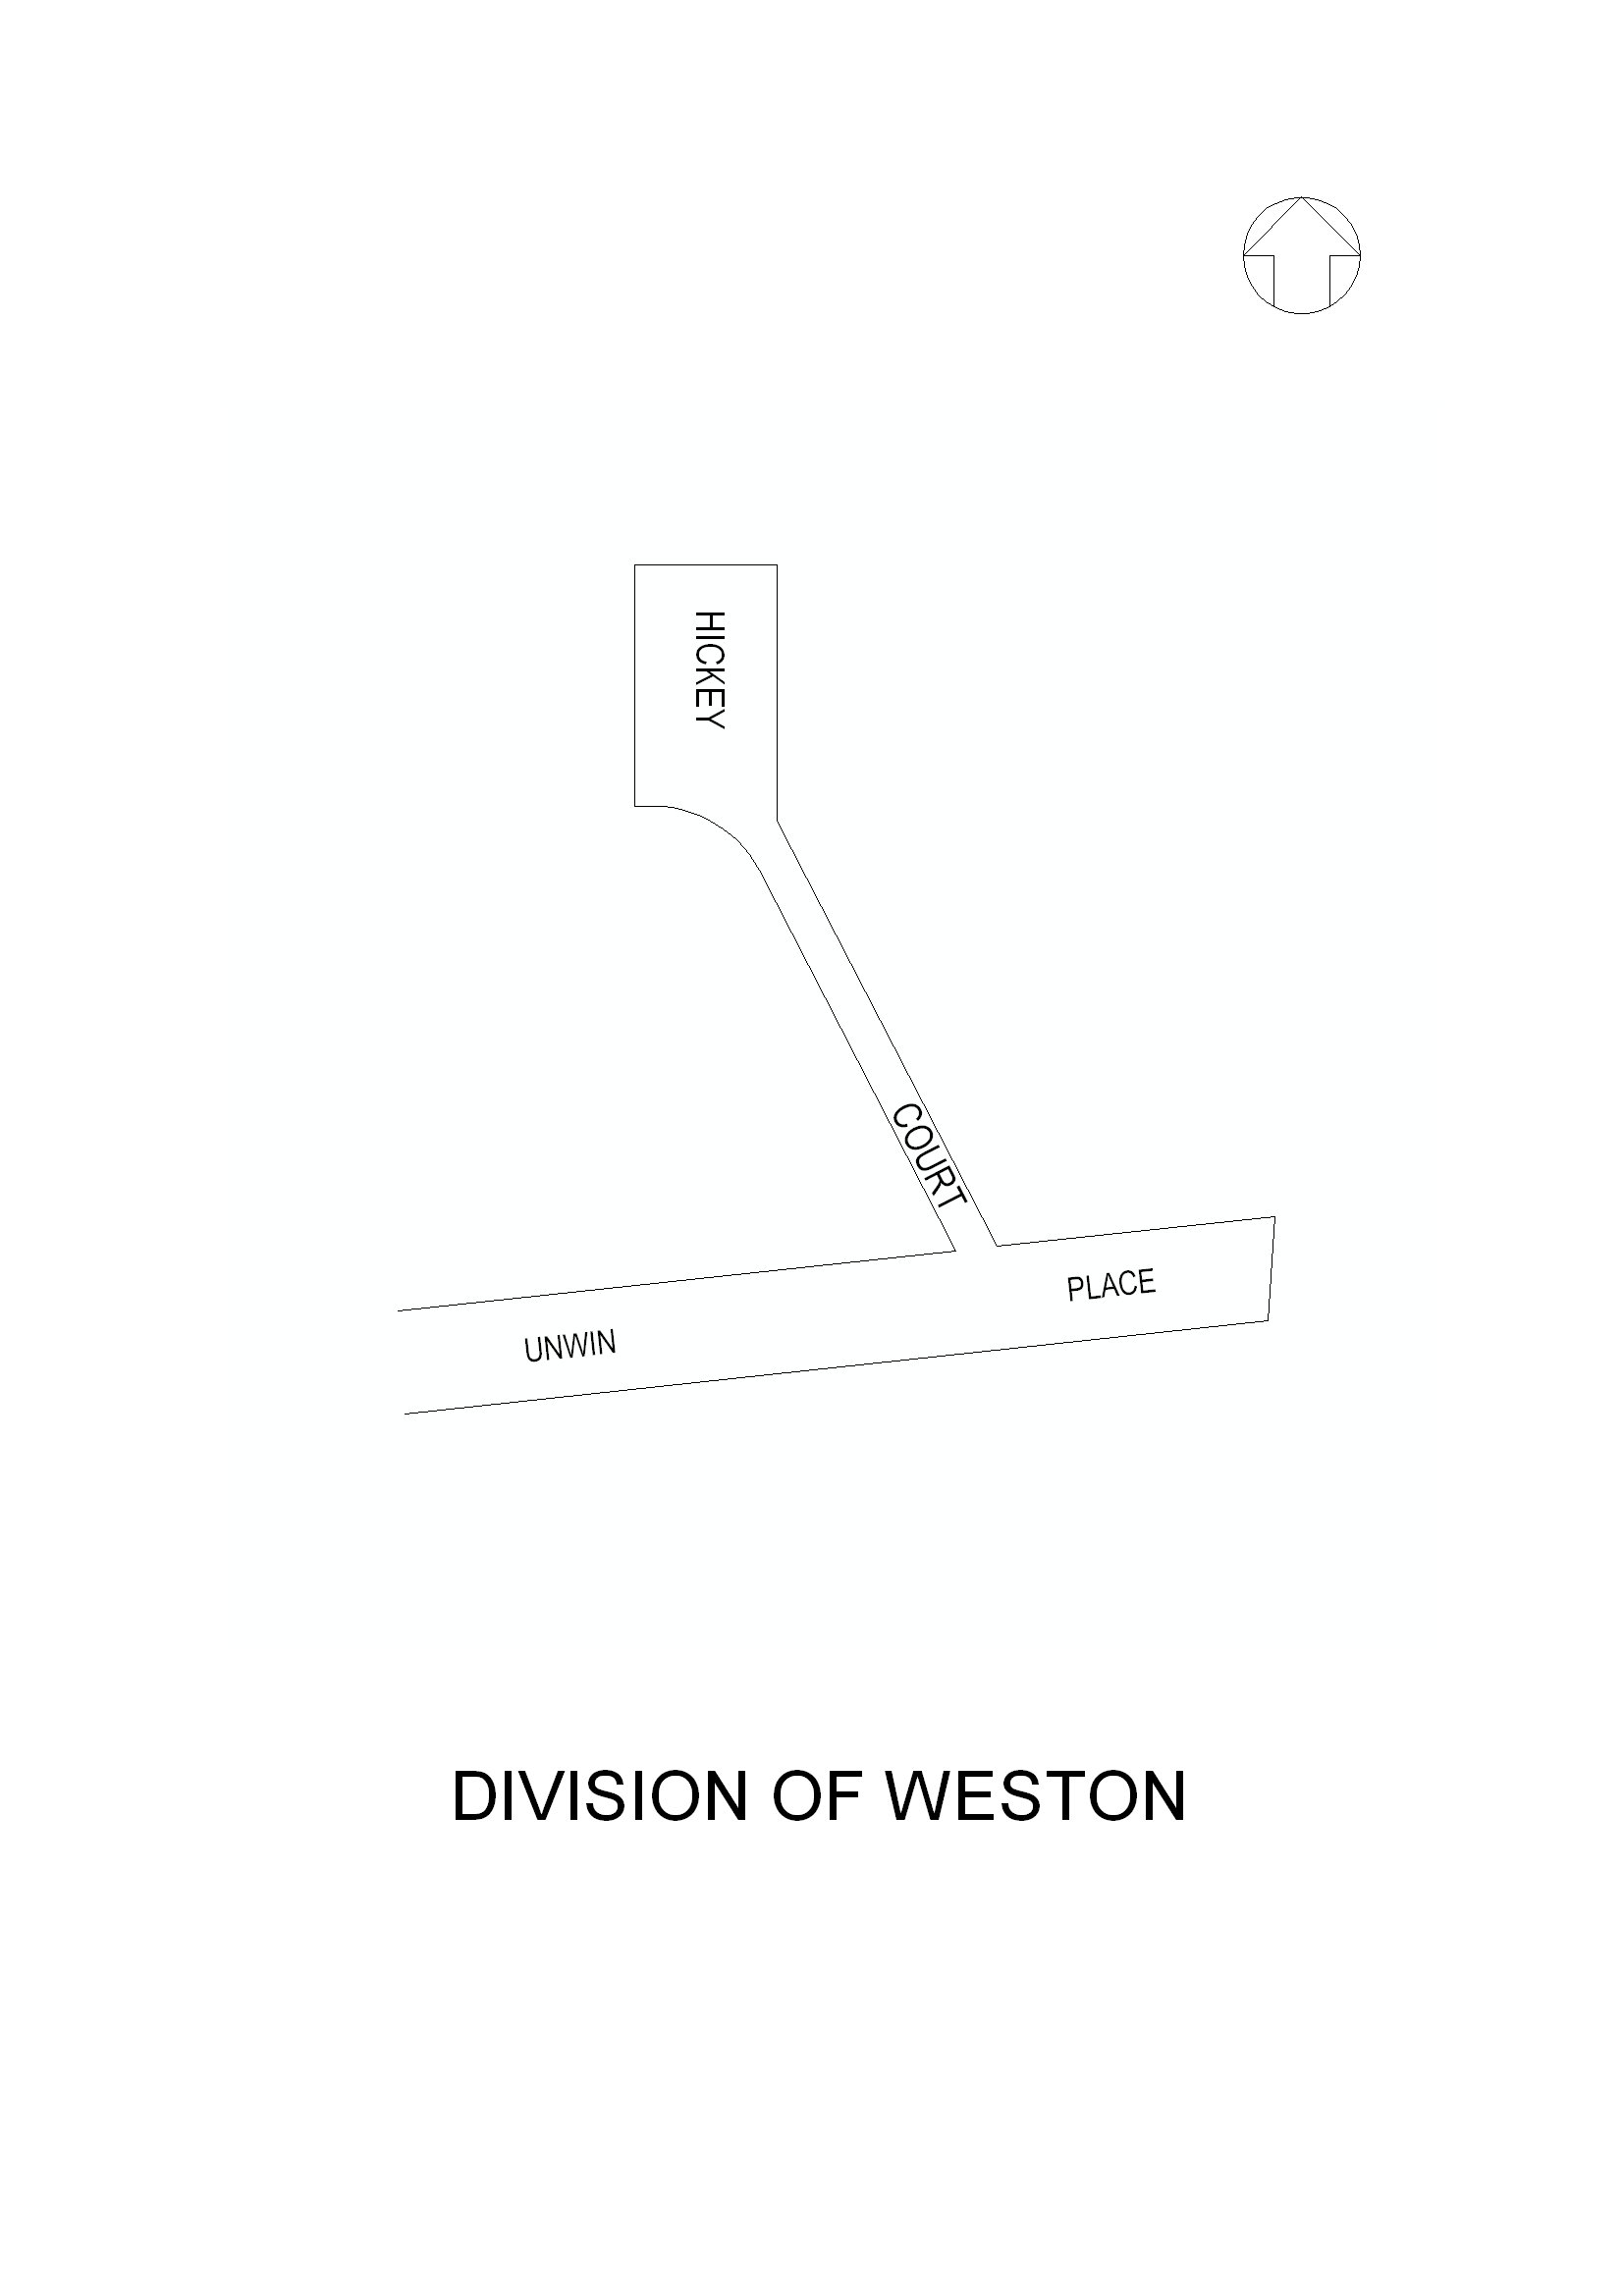 HICKEY
COURT
UNWIN
PLACE
DIVISION OF WESTON